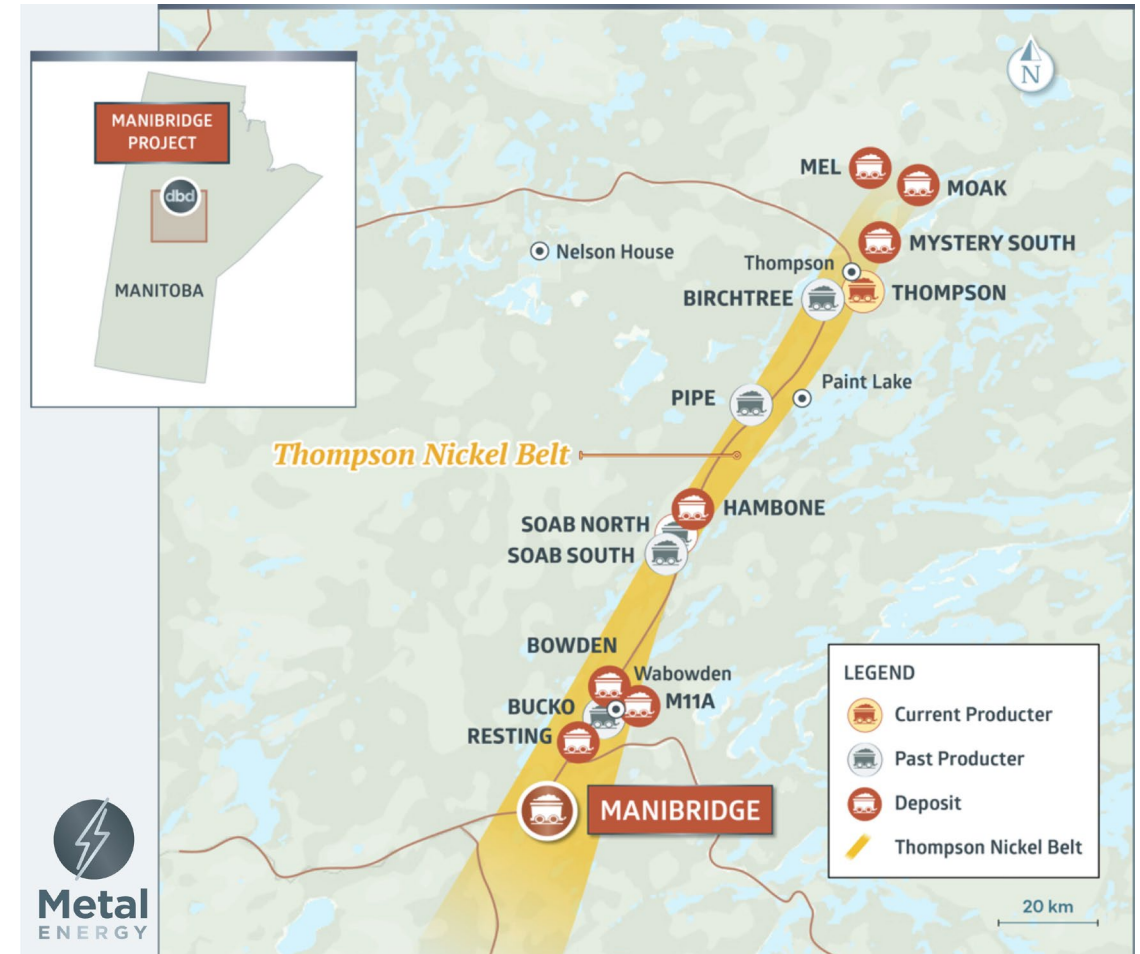 MANIBRIDGE
PROJECT
dbd
MANITOBA
N
MEL
MOAK
MYSTERY SOUTH
Nelson House
Thompson
BIRCHTREE
THOMPSON
Paint Lake
PIPE
Thompson Nickel Belt
HAMBONE
SOAB NORTH
SOAB SOUTH
BOWDEN
Wabowden
M11A
BUCKO
RESTING
MANIBRIDGE
LEGEND
Current Producter
Past Producter
Deposit
Thompson Nickel Belt
20 km
Metal
ENERGY